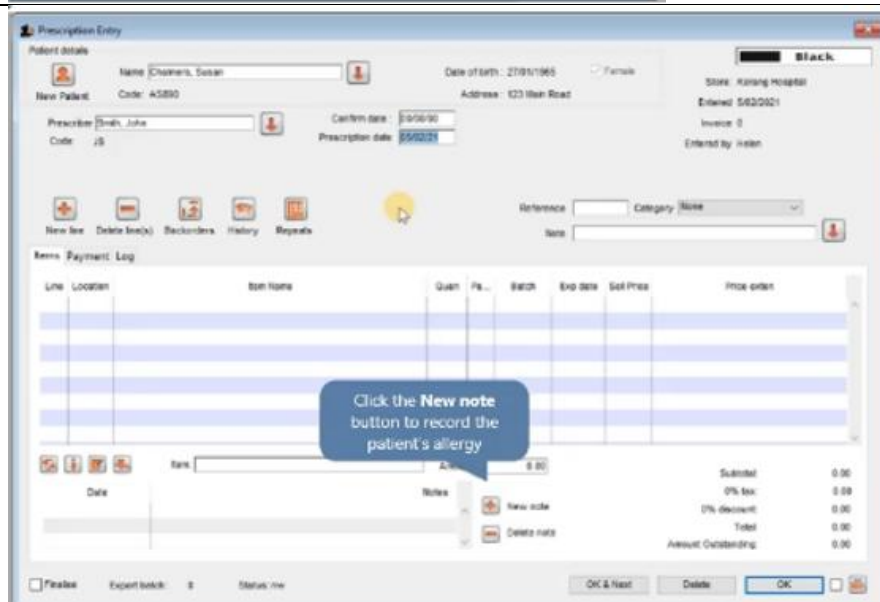 Prescription Entry
Patient details
Black
Name Chalmers, Susan
Date of birth: 27/01/1965 Female
New Patient
Code: AS890
Address: 123 Main Road
Store: Kanang Hospital
Entered 5/02/2021
Prescriber Smith, John
Confirm date: 00/00/00
Invoice 0
Code JS
Prescription date: 05/02/21
Entered by Helen
New line Delete line(s) Backorders History Repeats
Reference Category None
Note
Items Payment Log
Line Location Item Name Quan Pa... Batch Exp date Sell Price Price exten
Click the New note
button to record the
patient's allergy
Item 0.00
Subtotal: 0.00
Date Notes
0% tax: 0.00
New note
0% discount: 0.00
Delete note
Total: 0.00
Amount Outstanding: 0.00
Finalise Export batch: 0 Status: nw OK & Next Delete OK